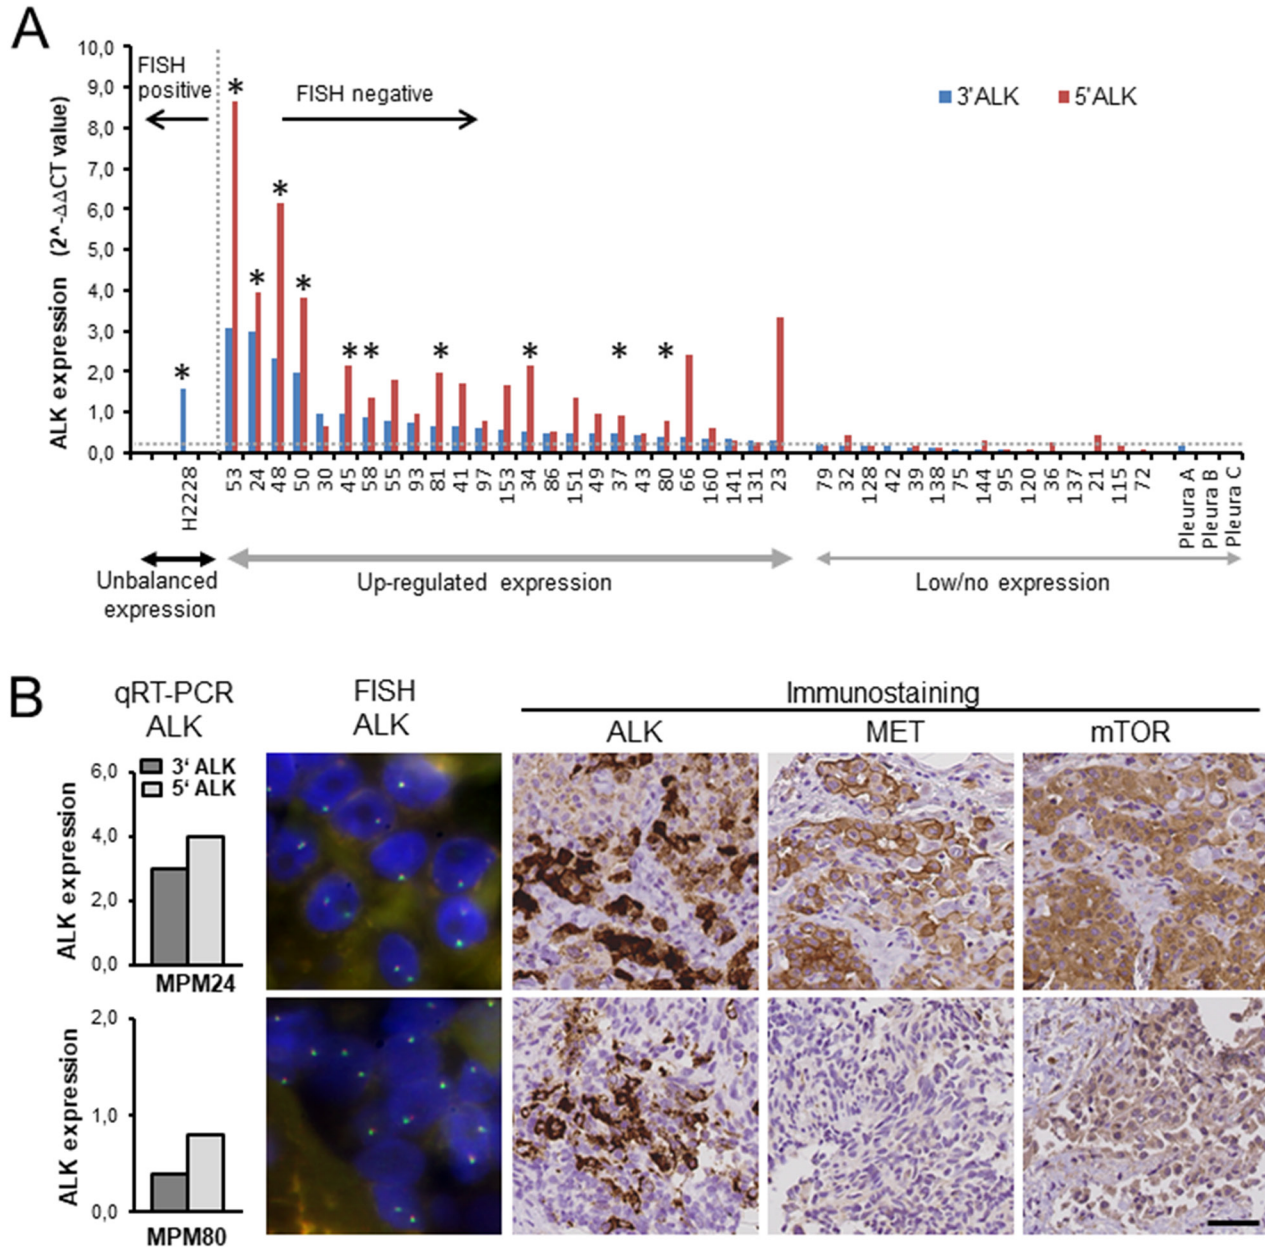 A
10,0
9,0
8,0
7,0
6,0
5,0
4,0
3,0
2,0
1,0
0,0
ALK expression (2^-ΔΔCT value)
FISH
positive
FISH negative
3'ALK
5'ALK
*
*
*
*
*
*
*
*
*
*
*
H2228
53
24
48
50
30
45
58
55
93
81
41
97
153
34
86
151
49
37
43
80
66
160
141
131
23
79
32
128
42
39
138
75
144
95
120
36
137
21
115
72
Pleura A
Pleura B
Pleura C
Unbalanced
expression
Up-regulated expression
Low/no expression
B
qRT-PCR
ALK
FISH
ALK
Immunostaining
ALK
MET
mTOR
3' ALK
5' ALK
6,0
4,0
2,0
0,0
ALK expression
MPM24
2,0
1,0
0,0
ALK expression
MPM80